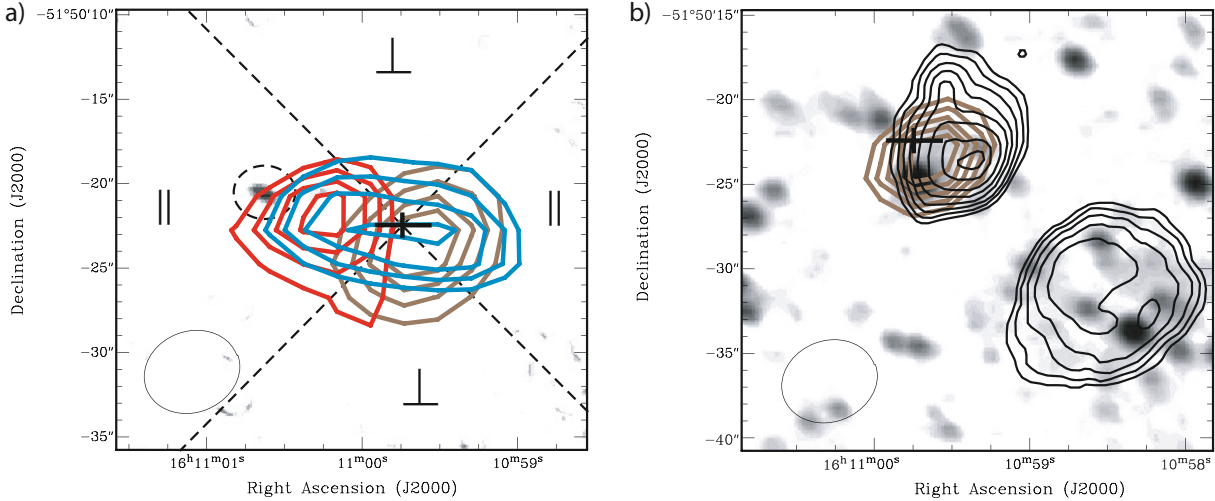 a)
−51°50′10″
−15″
−20″
−25″
−30″
−35″
Declination (J2000)
16ʰ11ᵐ01ˢ
11ᵐ00ˢ
10ᵐ59ˢ
Right Ascension (J2000)
b)
−51°50′15″
−20″
−25″
−30″
−35″
−40″
Declination (J2000)
16ʰ11ᵐ00ˢ
10ᵐ59ˢ
10ᵐ58ˢ
Right Ascension (J2000)